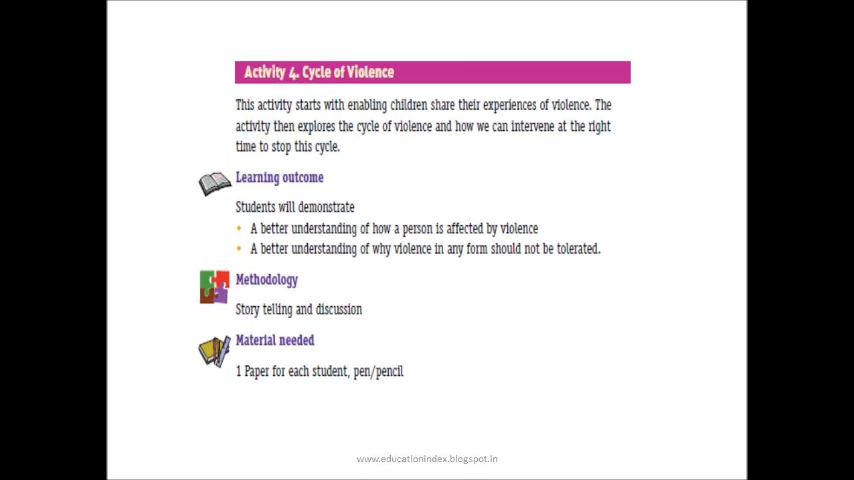 Activity 4. Cycle of Violence
This activity starts with enabling children share their experiences of violence. The
activity then explores the cycle of violence and how we can intervene at the right
time to stop this cycle.
Learning outcome
Students will demonstrate
• A better understanding of how a person is affected by violence
• A better understanding of why violence in any form should not be tolerated.
Methodology
Story telling and discussion
Material needed
1 Paper for each student, pen/pencil
www.educationindex.blogspot.in